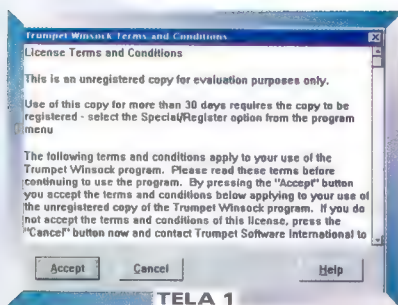 Trumpet Winsock Terms and Conditions
License Terms and Conditions
This is an unregistered copy for evaluation purposes only.
Use of this copy for more than 30 days requires the copy to be
registered - select the Special/Register option from the program
menu
The following terms and conditions apply to your use of the
Trumpet Winsock program. Please read these terms before
continuing to use the program. By pressing the "Accept" button
you accept the terms and conditions below applying to your use of
the unregistered copy of the Trumpet Winsock program. If you do
not accept the terms and conditions of this license, press the
"Cancel" button now and contact Trumpet Software International to
Accept Cancel Help
TELA 1